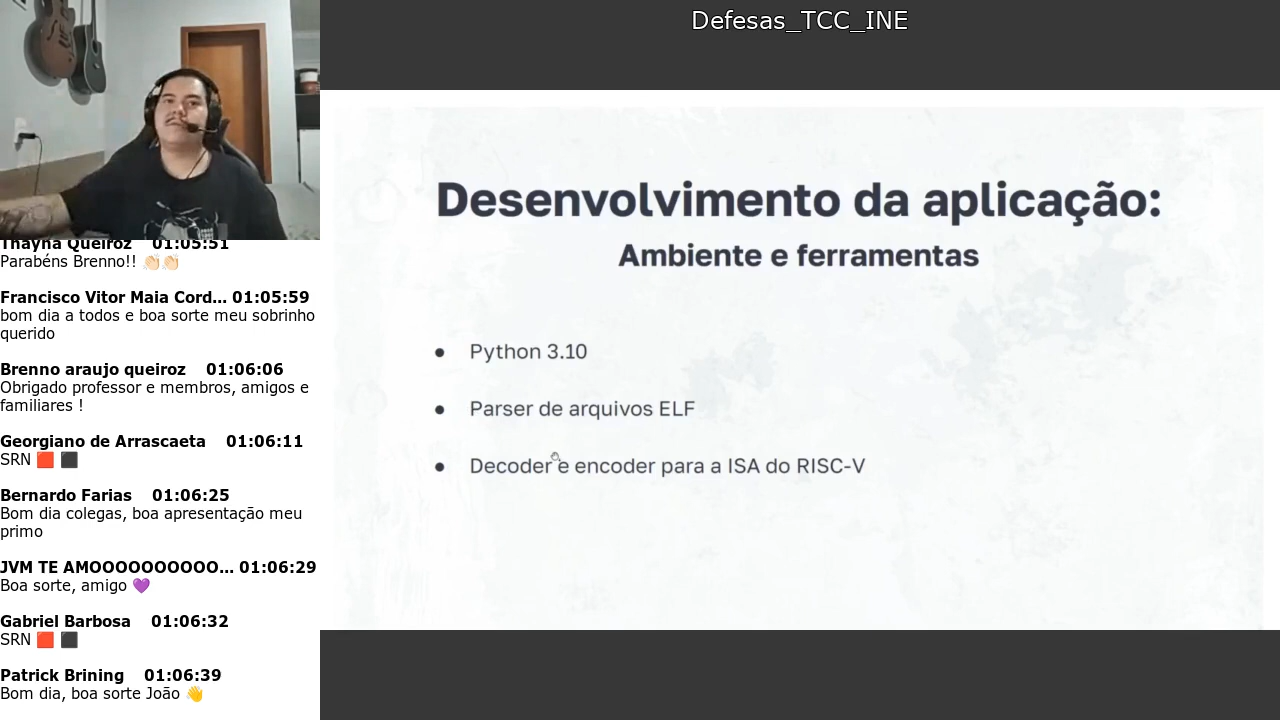 Defesas_TCC_INE
Desenvolvimento da aplicação:
Ambiente e ferramentas
● Python 3.10
● Parser de arquivos ELF
● Decoder e encoder para a ISA do RISC-V
Thayna Queiroz 01:05:51
Parabéns Brenno!! 👏🏻👏🏻
Francisco Vitor Maia Cord... 01:05:59
bom dia a todos e boa sorte meu sobrinho
querido
Brenno araujo queiroz 01:06:06
Obrigado professor e membros, amigos e
familiares !
Georgiano de Arrascaeta 01:06:11
SRN 🟥 ⬛
Bernardo Farias 01:06:25
Bom dia colegas, boa apresentação meu
primo
JVM TE AMOOOOOOOOOO... 01:06:29
Boa sorte, amigo 💜
Gabriel Barbosa 01:06:32
SRN 🟥 ⬛
Patrick Brining 01:06:39
Bom dia, boa sorte João 👋